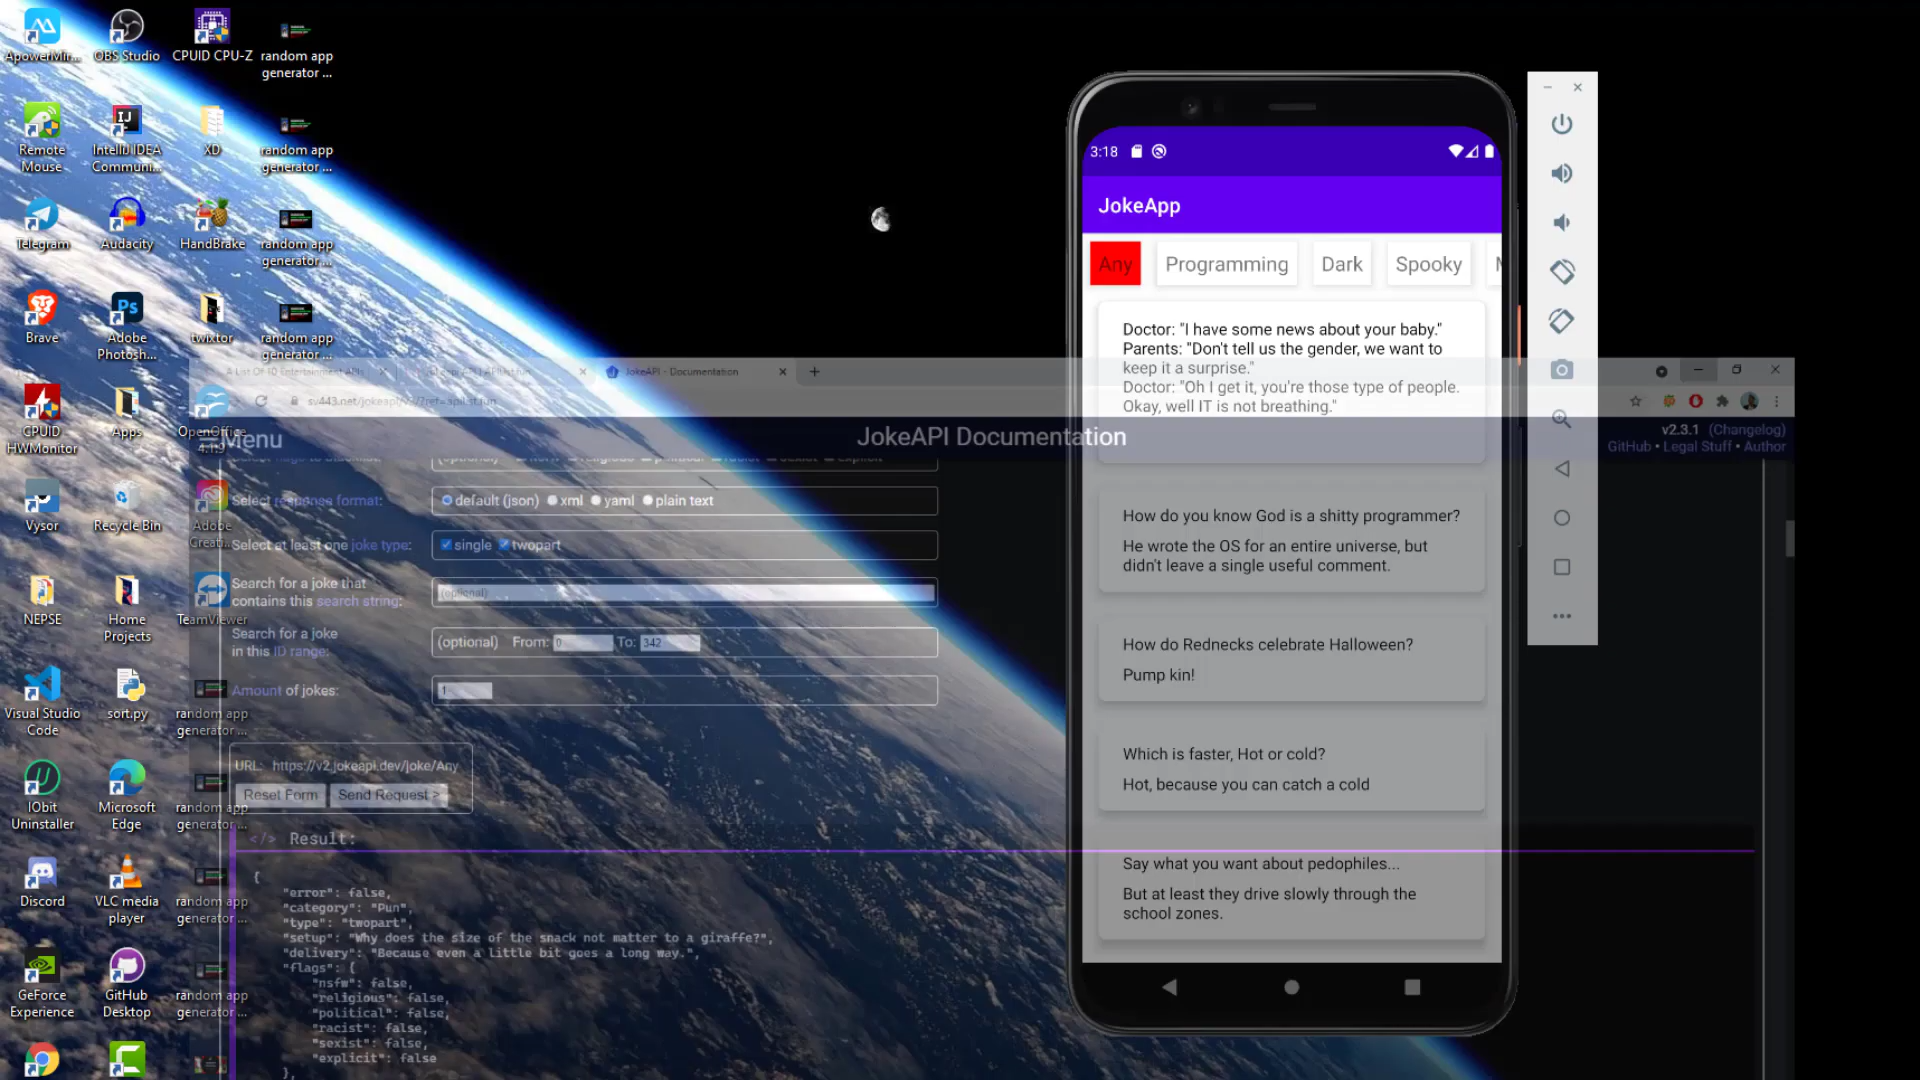 ApowerMir...
OBS Studio
CPUID CPU-Z
random app
generator ...
Remote
Mouse
IntelliJ IDEA
Communi...
XD
random app
generator ...
Telegram
Audacity
HandBrake
random app
generator ...
Brave
Adobe
Photosh...
twixtor
random app
generator ...
CPUID
HWMonitor
Apps
OpenOffice
4.1.9
Vysor
Recycle Bin
Adobe
Creati...
NEPSE
Home
Projects
TeamViewer
Visual Studio
Code
sort.py
random app
generator ...
IObit
Uninstaller
Microsoft
Edge
random app
generator ...
Discord
VLC media
player
random app
generator ...
GeForce
Experience
GitHub
Desktop
random app
generator ...
A List Of 10 Entertainment APIs
JokeAPI - Documentation
Menu
JokeAPI Documentation
v2.3.1 (Changelog)
GitHub • Legal Stuff • Author
Select response format:
default (json) xml yaml plain text
Select at least one joke type:
single twopart
Search for a joke that
contains this search string:
(optional)
Search for a joke
in this ID range:
(optional) From: 0 To: 342
Amount of jokes:
1
URL: https://v2.jokeapi.dev/joke/Any
Reset Form Send Request >
</> Result:
{
"error": false,
"category": "Pun",
"type": "twopart",
"setup": "Why does the size of the snack not matter to a giraffe?",
"delivery": "Because even a little bit goes a long way.",
"flags": {
"nsfw": false,
"religious": false,
"political": false,
"racist": false,
"sexist": false,
"explicit": false
},
3:18
JokeApp
Any Programming Dark Spooky
Doctor: "I have some news about your baby."
Parents: "Don't tell us the gender, we want to
keep it a surprise."
Doctor: "Oh I get it, you're those type of people.
Okay, well IT is not breathing."
How do you know God is a shitty programmer?
He wrote the OS for an entire universe, but
didn't leave a single useful comment.
How do Rednecks celebrate Halloween?
Pump kin!
Which is faster, Hot or cold?
Hot, because you can catch a cold
Say what you want about pedophiles...
But at least they drive slowly through the
school zones.